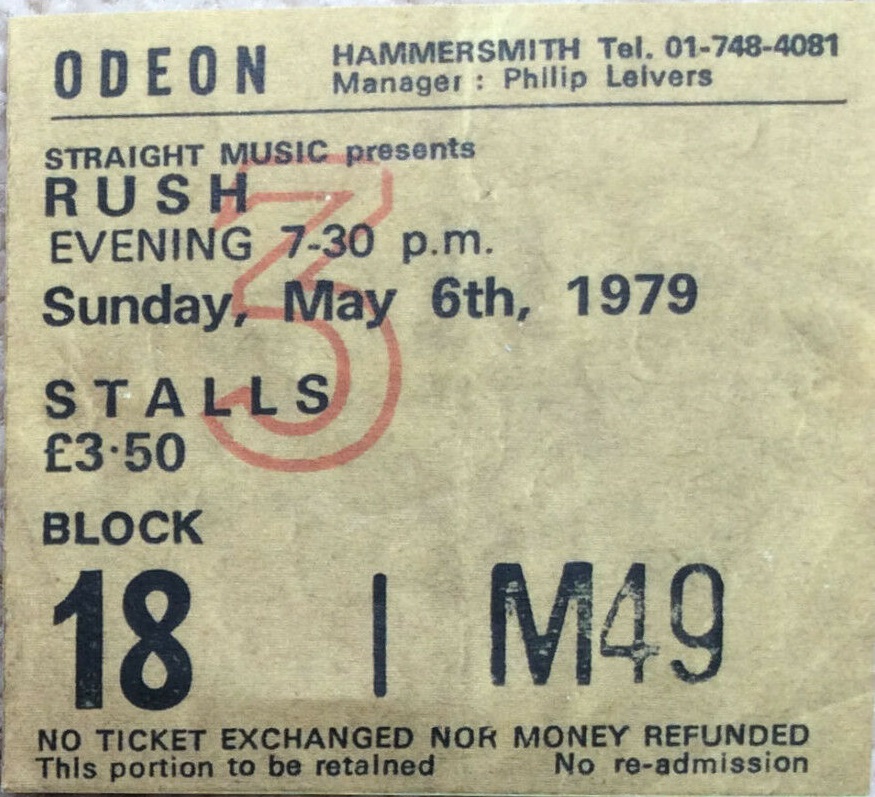 ODEON
HAMMERSMITH Tel. 01-748-4081
Manager : Philip Leivers
STRAIGHT MUSIC presents
RUSH
EVENING 7-30 p.m.
Sunday, May 6th, 1979
3
STALLS
£3·50
BLOCK
18 | M49
NO TICKET EXCHANGED NOR MONEY REFUNDED
This portion to be retained No re-admission